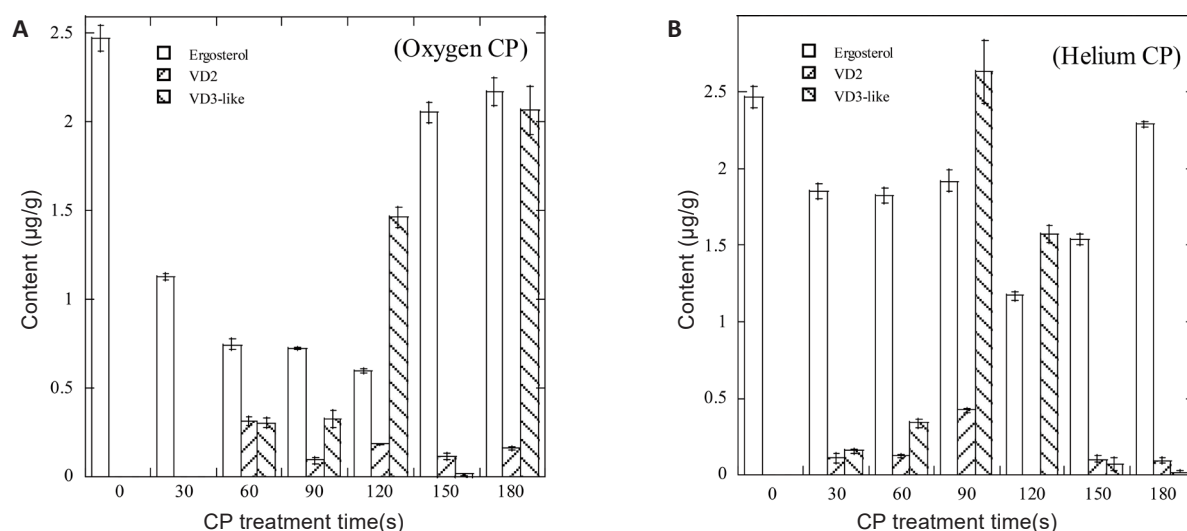 A
(Oxygen CP)
Ergosterol
VD2
VD3-like
2.5
2
1.5
1
0.5
0
Content (µg/g)
0 30 60 90 120 150 180
CP treatment time(s)
B
(Helium CP)
Ergosterol
VD2
VD3-like
2.5
2
1.5
1
0.5
0
Content (µg/g)
0 30 60 90 120 150 180
CP treatment time(s)